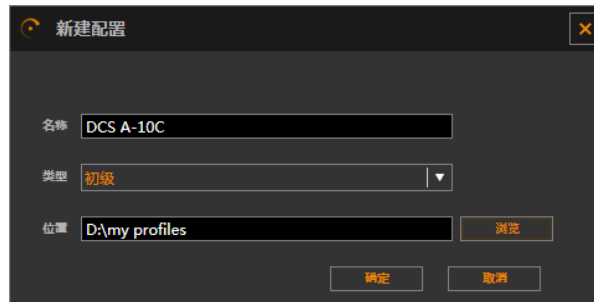 新建配置
名称 DCS A-10C
类型 初级
位置 D:\my profiles 浏览
确定 取消